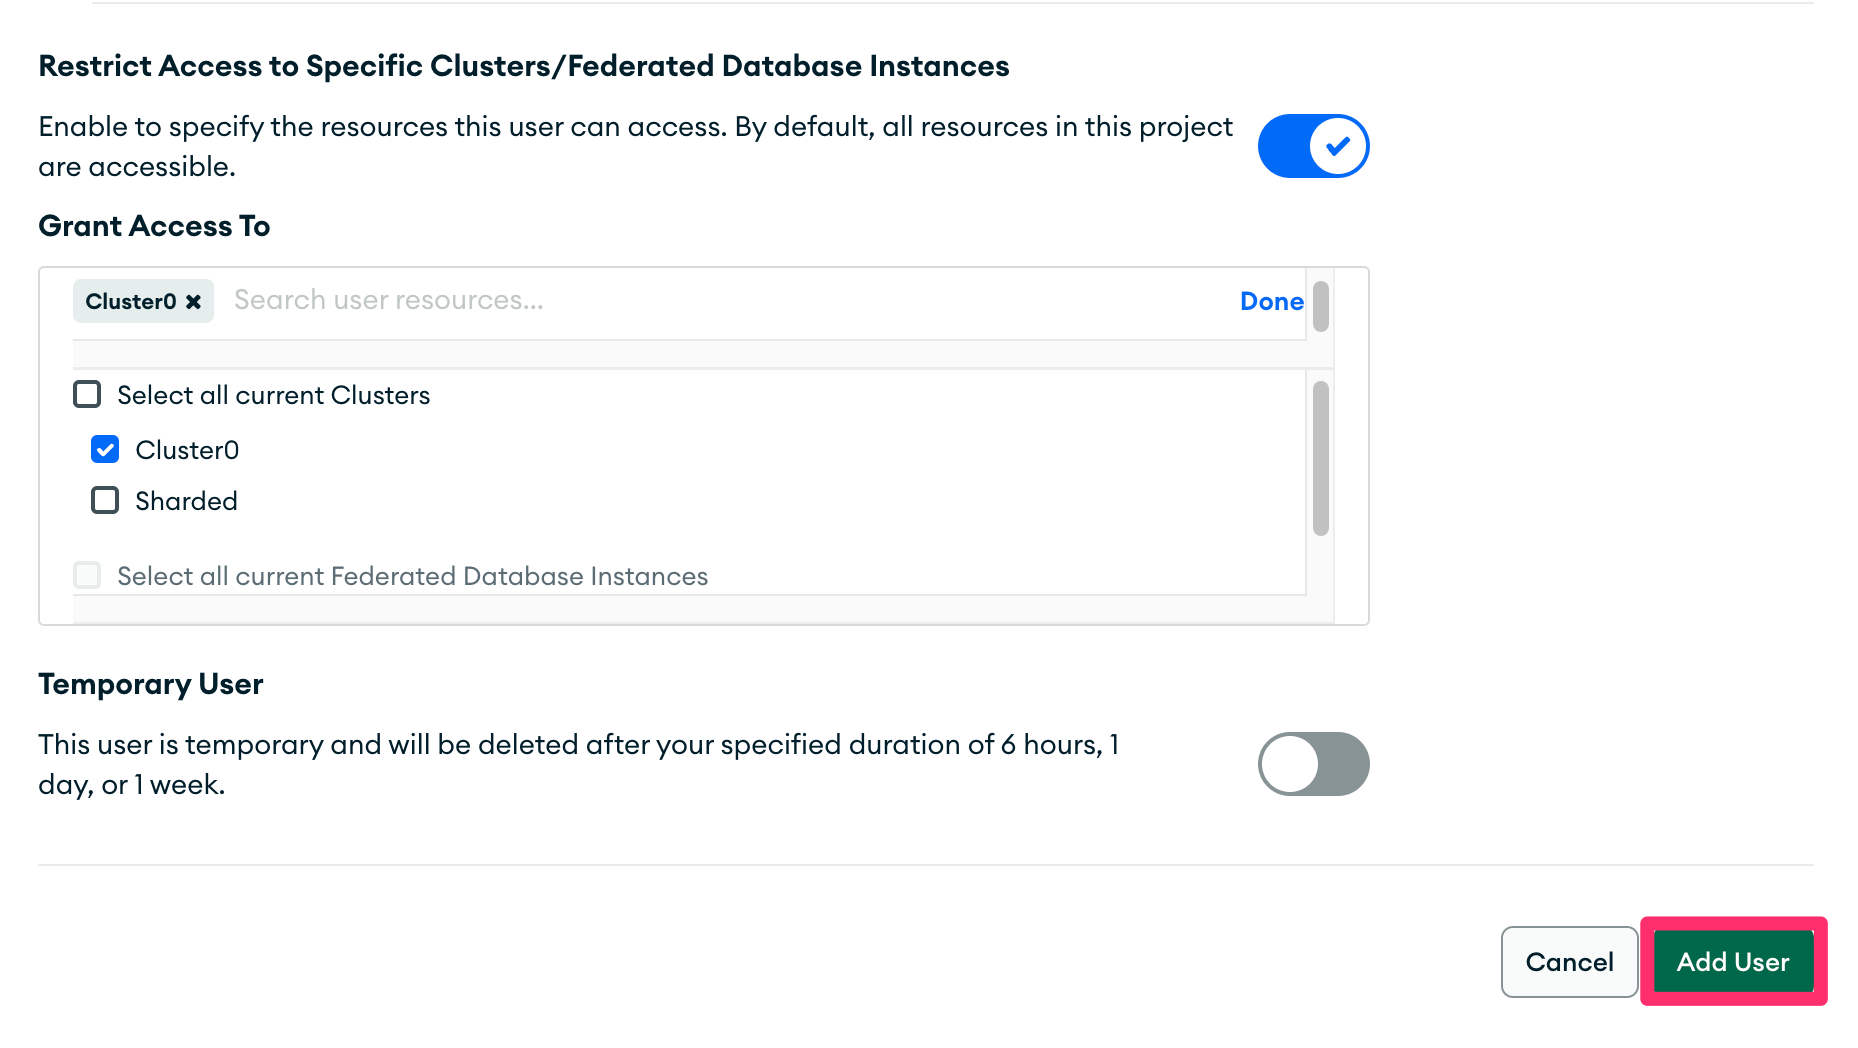 Restrict Access to Specific Clusters/Federated Database Instances
Enable to specify the resources this user can access. By default, all resources in this project
are accessible.
Grant Access To
Cluster0 Search user resources... Done
Select all current Clusters
Cluster0
Sharded
Select all current Federated Database Instances
Temporary User
This user is temporary and will be deleted after your specified duration of 6 hours, 1
day, or 1 week.
Cancel Add User